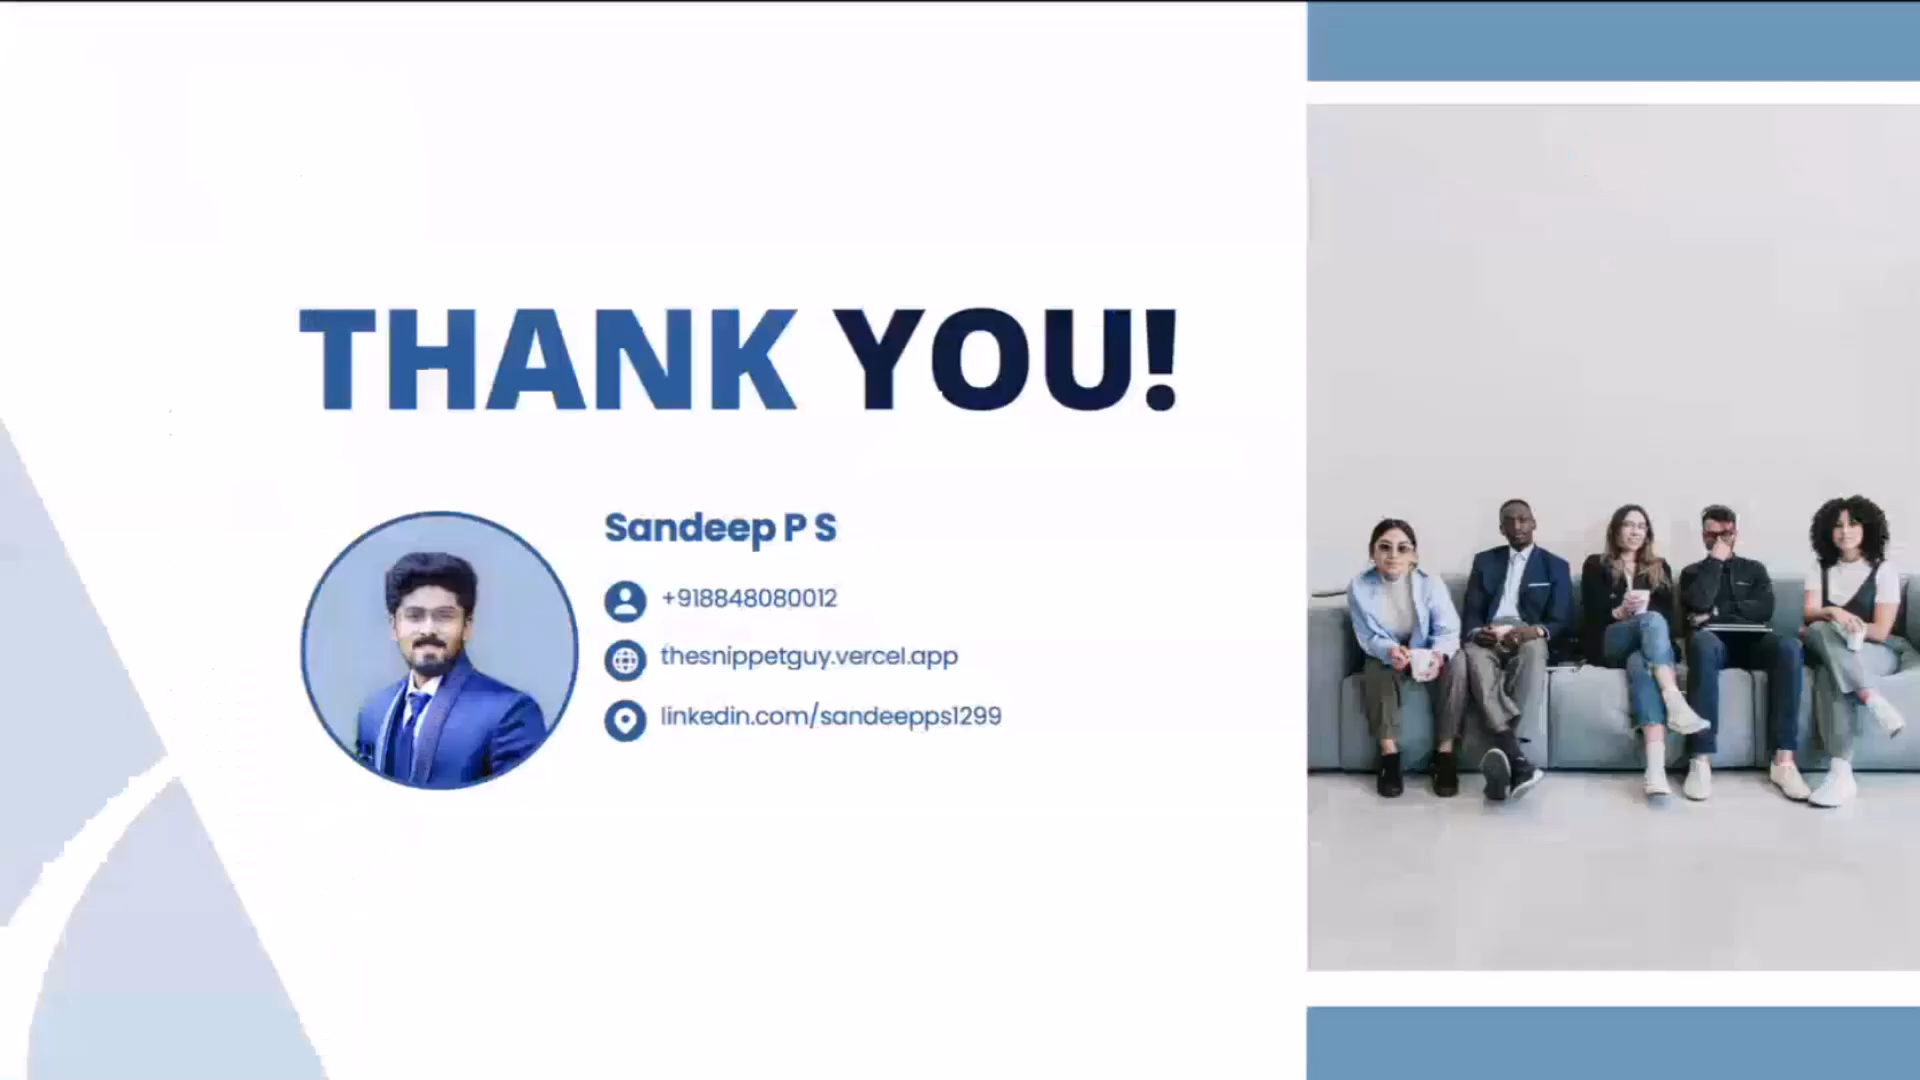 THANK YOU!
Sandeep P S
+918848080012
thesnippetguy.vercel.app
linkedin.com/sandeepps1299